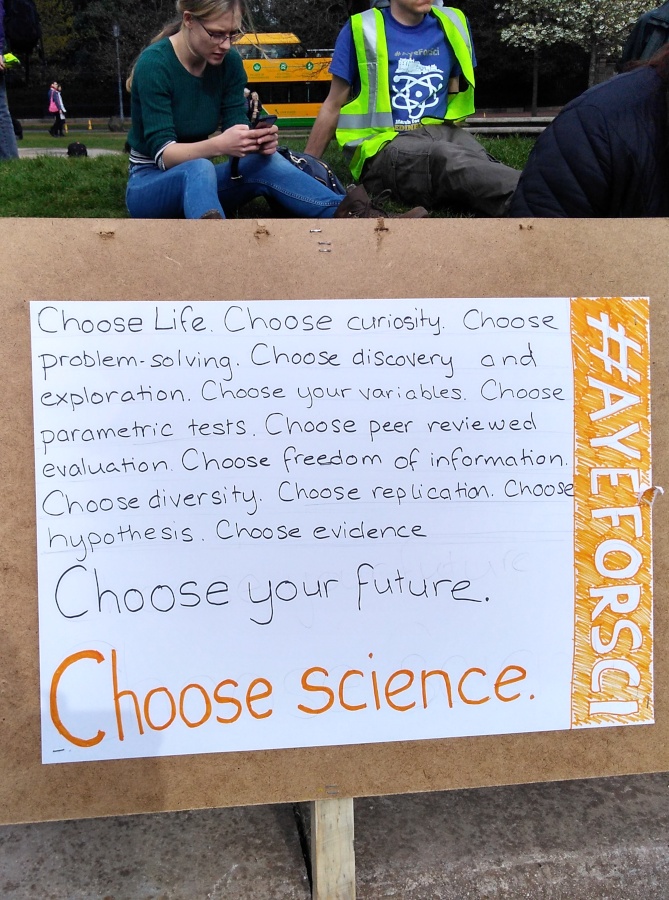 #AyeFSci
EDINBURGH
Choose Life. Choose curiosity. Choose
problem-solving. Choose discovery and
exploration. Choose your variables. Choose
parametric tests. Choose peer reviewed
evaluation. Choose freedom of information.
Choose diversity. Choose replication. Choose
hypothesis. Choose evidence
Choose your future.
Choose science.
#AYEFORSCI